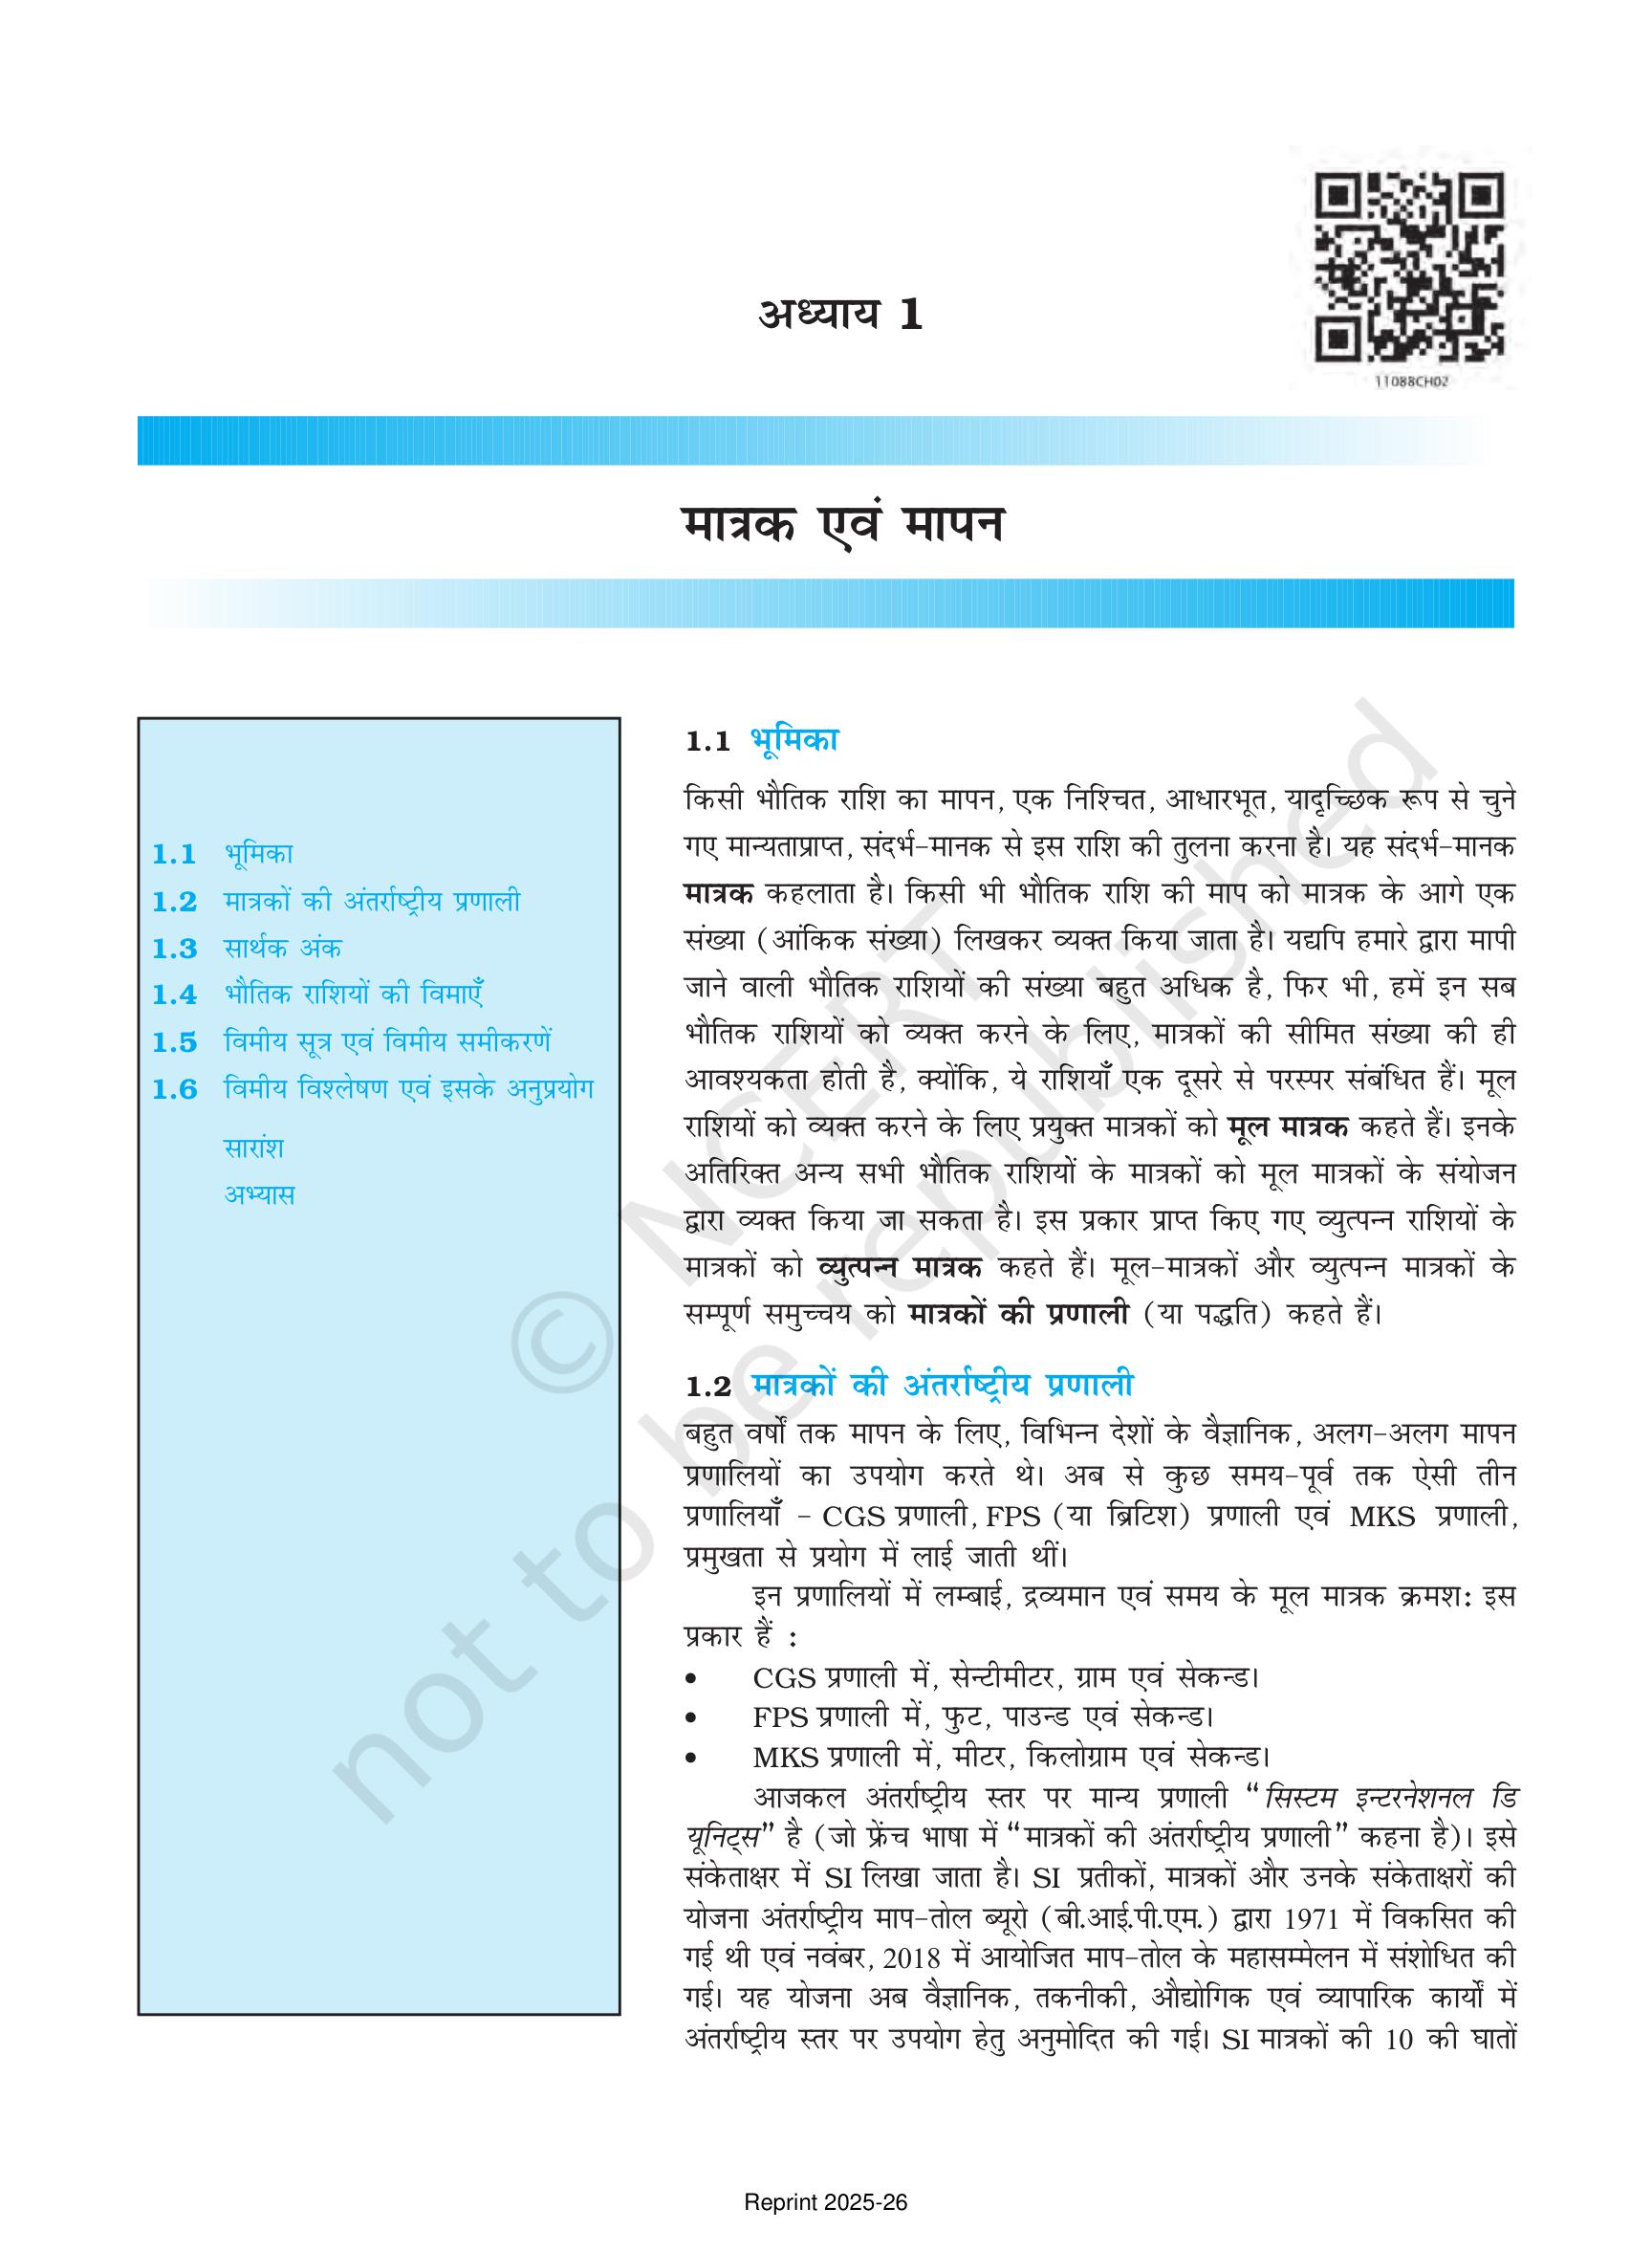 अध्याय 1
11088CH02
मात्रक एवं मापन
1.1 भूमिका
1.2 मात्रकों की अंतर्राष्ट्रीय प्रणाली
1.3 सार्थक अंक
1.4 भौतिक राशियों की विमाएँ
1.5 विमीय सूत्र एवं विमीय समीकरणें
1.6 विमीय विश्लेषण एवं इसके अनुप्रयोग
सारांश
अभ्यास
1.1 भूमिका
किसी भौतिक राशि का मापन, एक निश्चित, आधारभूत, यादृच्छिक रूप से चुने
गए मान्यताप्राप्त, संदर्भ-मानक से इस राशि की तुलना करना है। यह संदर्भ-मानक
मात्रक कहलाता है। किसी भी भौतिक राशि की माप को मात्रक के आगे एक
संख्या (आंकिक संख्या) लिखकर व्यक्त किया जाता है। यद्यपि हमारे द्वारा मापी
जाने वाली भौतिक राशियों की संख्या बहुत अधिक है, फिर भी, हमें इन सब
भौतिक राशियों को व्यक्त करने के लिए, मात्रकों की सीमित संख्या की ही
आवश्यकता होती है, क्योंकि, ये राशियाँ एक दूसरे से परस्पर संबंधित हैं। मूल
राशियों को व्यक्त करने के लिए प्रयुक्त मात्रकों को मूल मात्रक कहते हैं। इनके
अतिरिक्त अन्य सभी भौतिक राशियों के मात्रकों को मूल मात्रकों के संयोजन
द्वारा व्यक्त किया जा सकता है। इस प्रकार प्राप्त किए गए व्युत्पन्न राशियों के
मात्रकों को व्युत्पन्न मात्रक कहते हैं। मूल-मात्रकों और व्युत्पन्न मात्रकों के
सम्पूर्ण समुच्चय को मात्रकों की प्रणाली (या पद्धति) कहते हैं।
1.2 मात्रकों की अंतर्राष्ट्रीय प्रणाली
बहुत वर्षों तक मापन के लिए, विभिन्न देशों के वैज्ञानिक, अलग-अलग मापन
प्रणालियों का उपयोग करते थे। अब से कुछ समय-पूर्व तक ऐसी तीन
प्रणालियाँ - CGS प्रणाली, FPS (या ब्रिटिश) प्रणाली एवं MKS प्रणाली,
प्रमुखता से प्रयोग में लाई जाती थीं।
इन प्रणालियों में लम्बाई, द्रव्यमान एवं समय के मूल मात्रक क्रमश: इस
प्रकार हैं :
• CGS प्रणाली में, सेन्टीमीटर, ग्राम एवं सेकन्ड।
• FPS प्रणाली में, फुट, पाउन्ड एवं सेकन्ड।
• MKS प्रणाली में, मीटर, किलोग्राम एवं सेकन्ड।
आजकल अंतर्राष्ट्रीय स्तर पर मान्य प्रणाली “सिस्टम इन्टरनेशनल डि
यूनिट्स” है (जो फ्रेंच भाषा में “मात्रकों की अंतर्राष्ट्रीय प्रणाली” कहना है)। इसे
संकेताक्षर में SI लिखा जाता है। SI प्रतीकों, मात्रकों और उनके संकेताक्षरों की
योजना अंतर्राष्ट्रीय माप-तोल ब्यूरो (बी.आई.पी.एम.) द्वारा 1971 में विकसित की
गई थी एवं नवंबर, 2018 में आयोजित माप-तोल के महासम्मेलन में संशोधित की
गई। यह योजना अब वैज्ञानिक, तकनीकी, औद्योगिक एवं व्यापारिक कार्यों में
अंतर्राष्ट्रीय स्तर पर उपयोग हेतु अनुमोदित की गई। SI मात्रकों की 10 की घातों
© NCERT
not to be republished
Reprint 2025-26